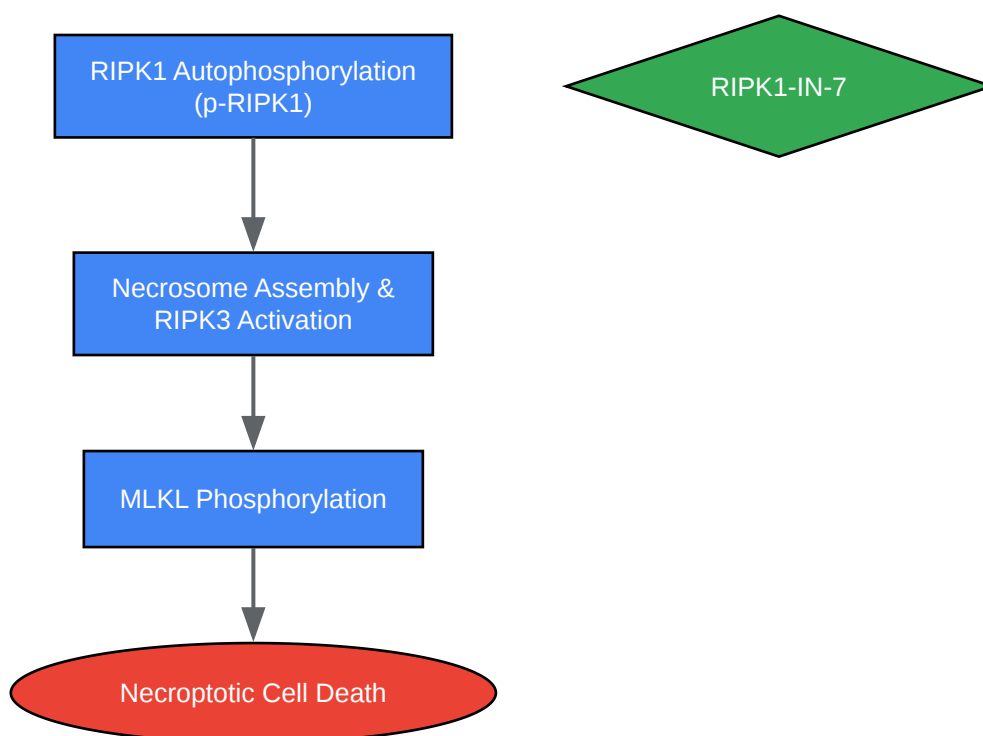 RIPK1 Autophosphorylation
(p-RIPK1)
RIPK1-IN-7
Necrosome Assembly &
RIPK3 Activation
MLKL Phosphorylation
Necroptotic Cell Death